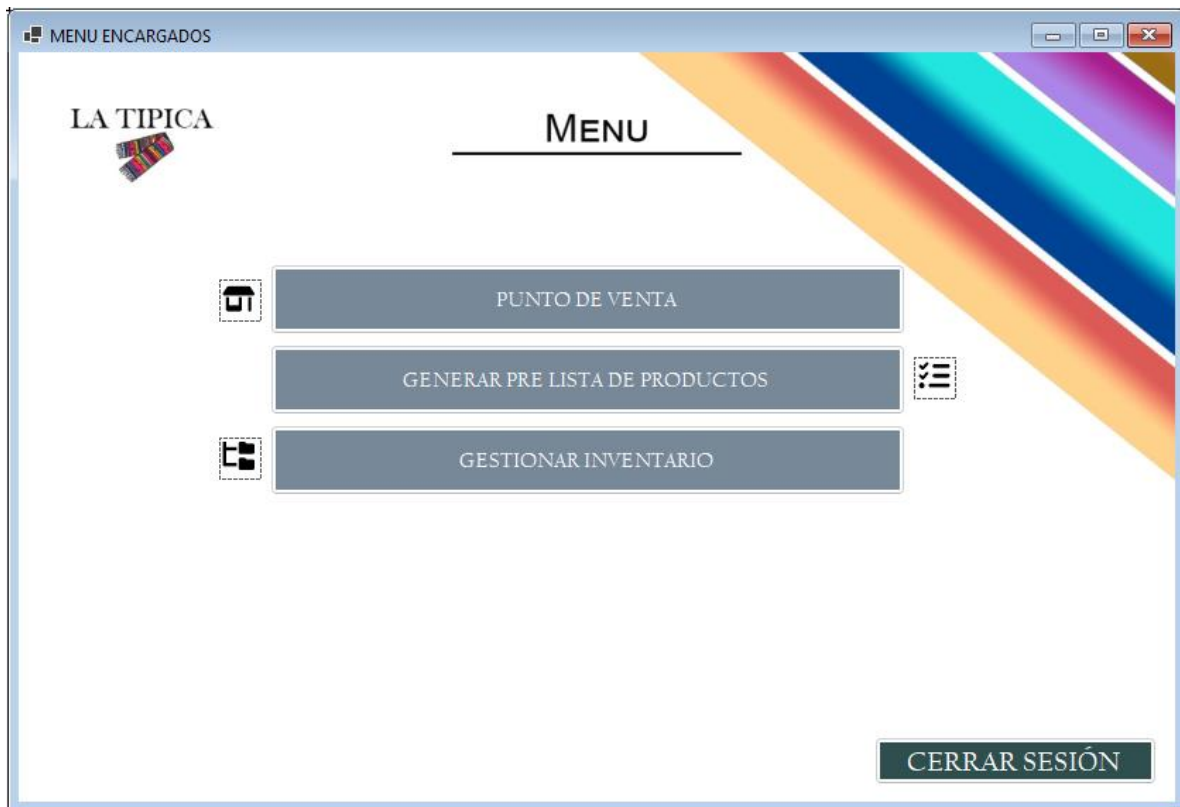 MENU ENCARGADOS
LA TIPICA
MENU
PUNTO DE VENTA
GENERAR PRE LISTA DE PRODUCTOS
GESTIONAR INVENTARIO
CERRAR SESIÓN